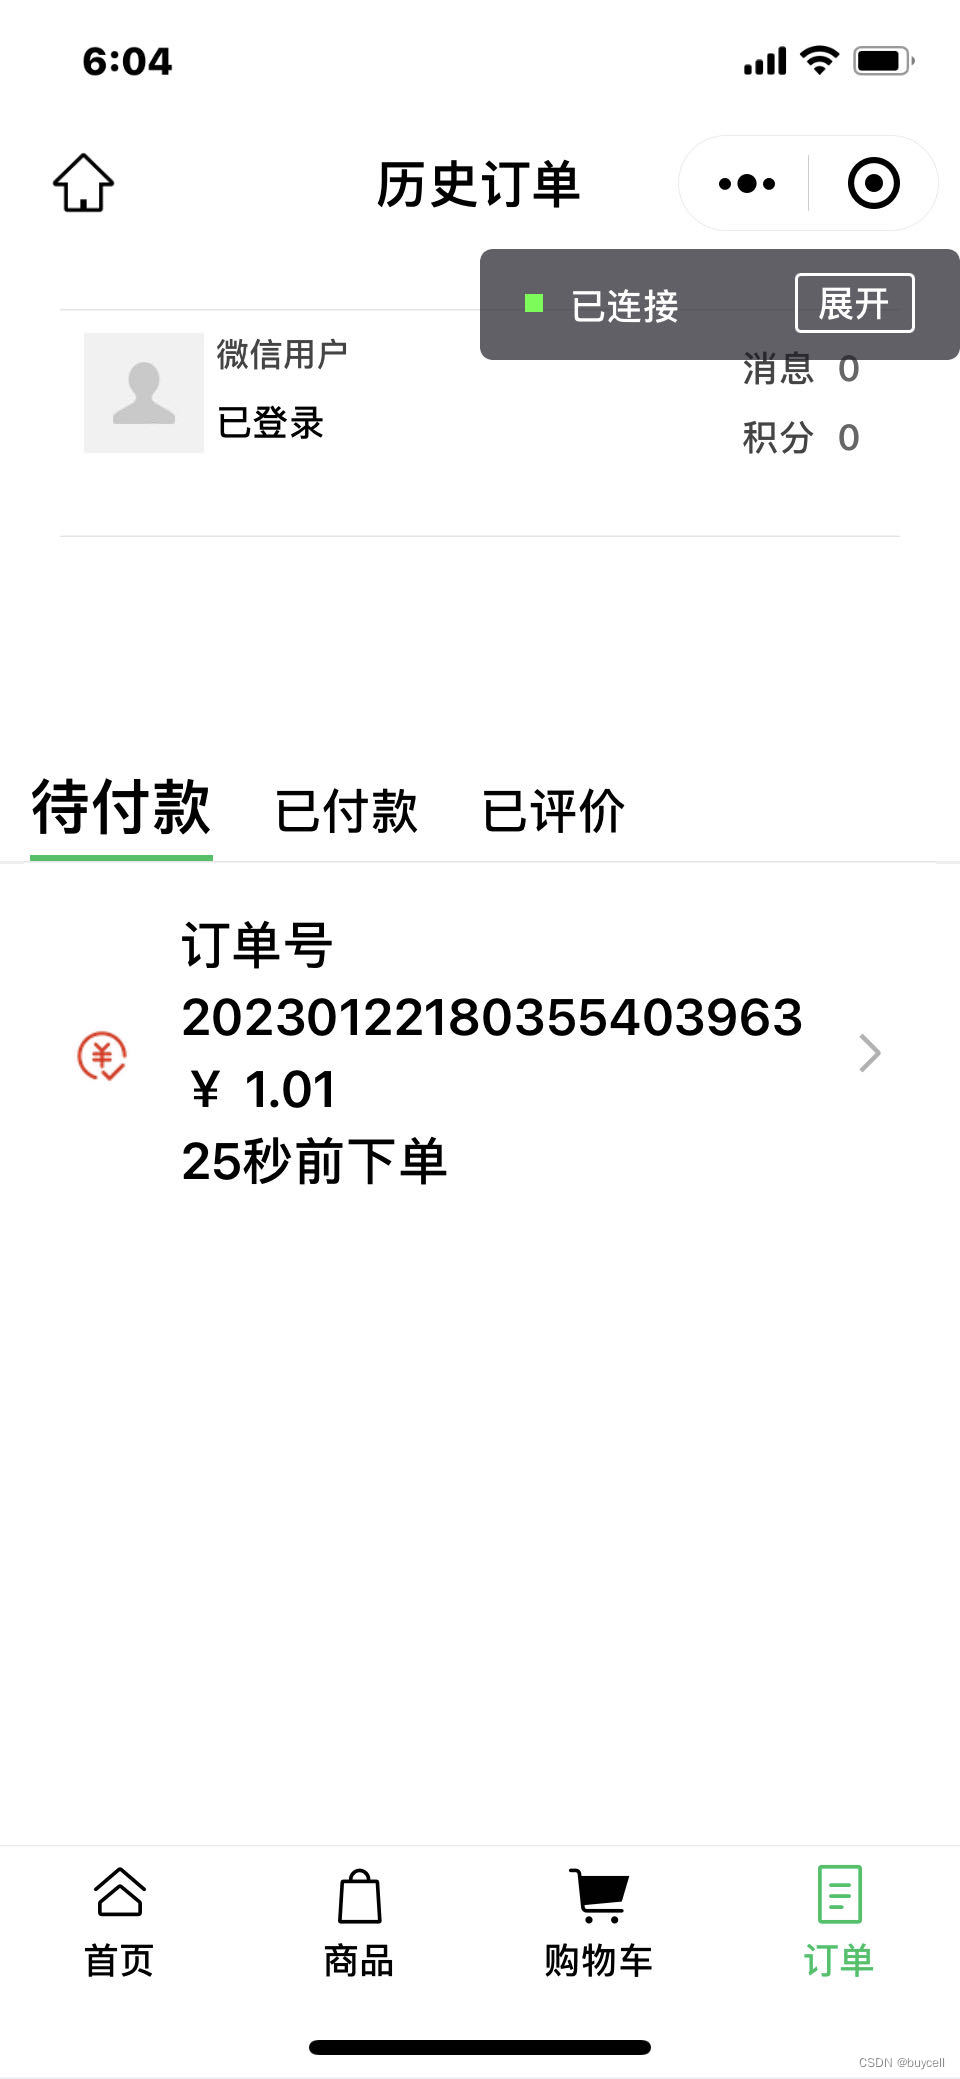 6:04
历史订单
已连接 展开
微信用户
消息 0
已登录
积分 0
待付款 已付款 已评价
订单号
20230122180355403963
¥ 1.01
25秒前下单
首页 商品 购物车 订单
CSDN @buycell